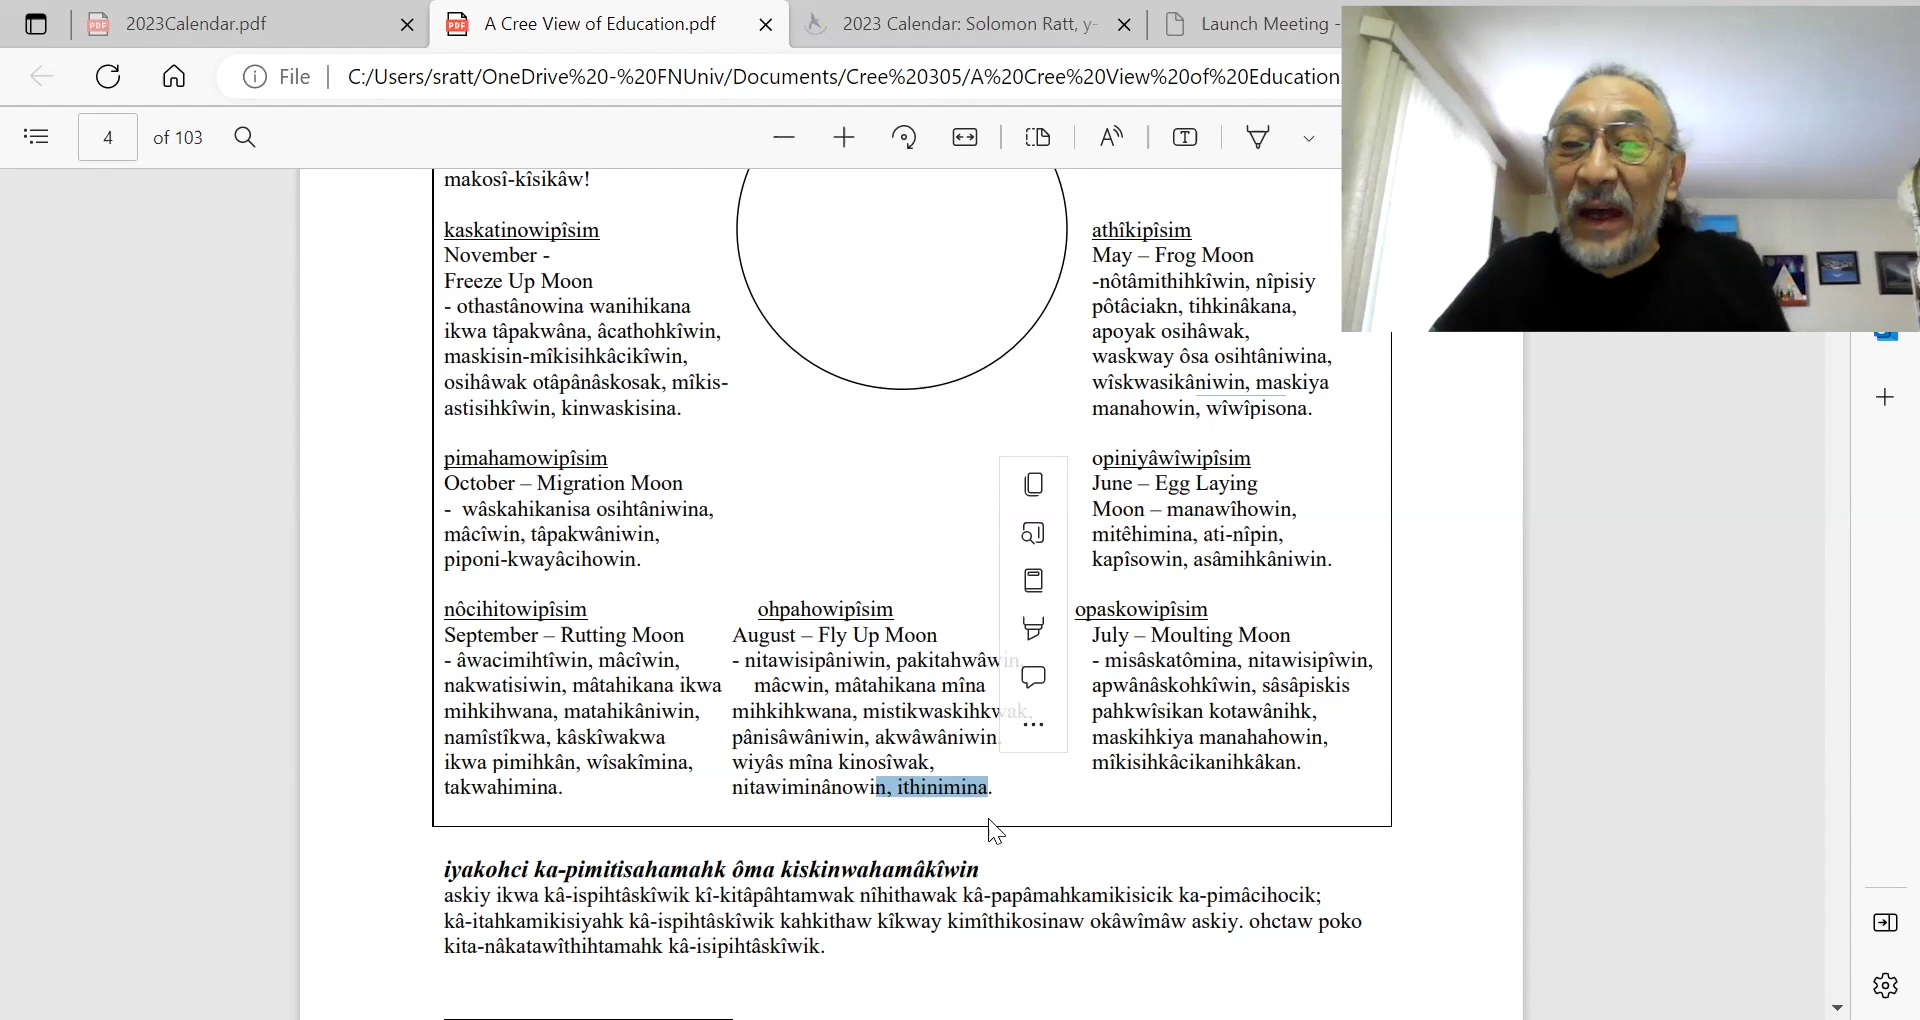 2023Calendar.pdf
A Cree View of Education.pdf
2023 Calendar: Solomon Ratt, y-
Launch Meeting -
File
C:/Users/sratt/OneDrive%20-%20FNUniv/Documents/Cree%20305/A%20Cree%20View%20of%20Education
4 of 103
makosî-kîsikâw!
kaskatinowipîsim
November -
Freeze Up Moon
- othastânowina wanihikana
ikwa tâpakwâna, âcathohkîwin,
maskisin-mîkisihkâcikîwin,
osihâwak otâpânâskosak, mîkis-
astisihkîwin, kinwaskisina.
athîkipîsim
May – Frog Moon
-nôtâmithihkîwin, nîpisiy
pôtâciakn, tihkinâkana,
apoyak osihâwak,
waskway ôsa osihtâniwina,
wîskwasikâniwin, maskiya
manahowin, wîwîpisona.
pimahamowipîsim
October – Migration Moon
- wâskahikanisa osihtâniwina,
mâcîwin, tâpakwâniwin,
piponi-kwayâcihowin.
opiniyâwîwipîsim
June – Egg Laying
Moon – manawîhowin,
mitêhimina, ati-nîpin,
kapîsowin, asâmihkâniwin.
nôcihitowipîsim
September – Rutting Moon
- âwacimihtîwin, mâcîwin,
nakwatisiwin, mâtahikana ikwa
mihkihwana, matahikâniwin,
namîstîkwa, kâskîwakwa
ikwa pimihkân, wîsakîmina,
takwahimina.
ohpahowipîsim
August – Fly Up Moon
- nitawisipâniwin, pakitahwâwin,
mâcwin, mâtahikana mîna
mihkihkwana, mistikwaskihkwak,
pânisâwâniwin, akwâwâniwin,
wiyâs mîna kinosîwak,
nitawiminânowin, ithinimina.
opaskowipîsim
July – Moulting Moon
- misâskatômina, nitawisipîwin,
apwânâskohkîwin, sâsâpiskis
pahkwîsikan kotawânihk,
maskihkiya manahahowin,
mîkisihkâcikanihkâkan.
iyakohci ka-pimitisahamahk ôma kiskinwahamâkîwin
askiy ikwa kâ-ispihtâskîwik kî-kitâpâhtamwak nîhithawak kâ-papâmahkamikisicik ka-pimâcihocik;
kâ-itahkamikisiyahk kâ-ispihtâskîwik kahkithaw kîkway kimîthikosinaw okâwîmâw askiy. ohctaw poko
kita-nâkatawîthihtamahk kâ-isipihtâskîwik.